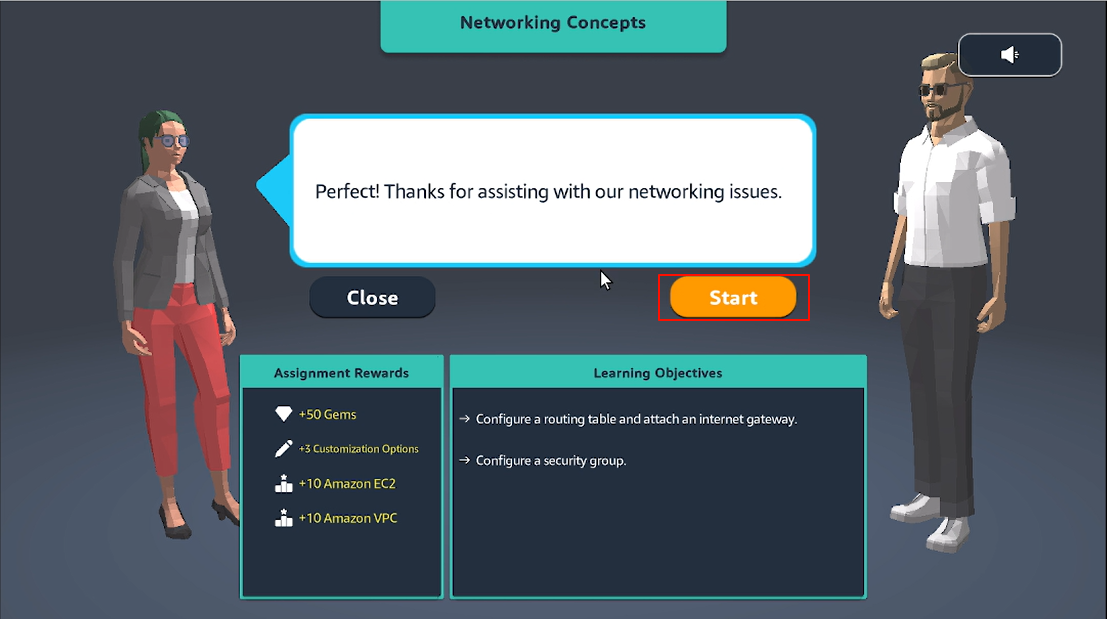 Networking Concepts
Perfect! Thanks for assisting with our networking issues.
Close
Start
Assignment Rewards
+50 Gems
+3 Customization Options
+10 Amazon EC2
+10 Amazon VPC
Learning Objectives
→ Configure a routing table and attach an internet gateway.
→ Configure a security group.